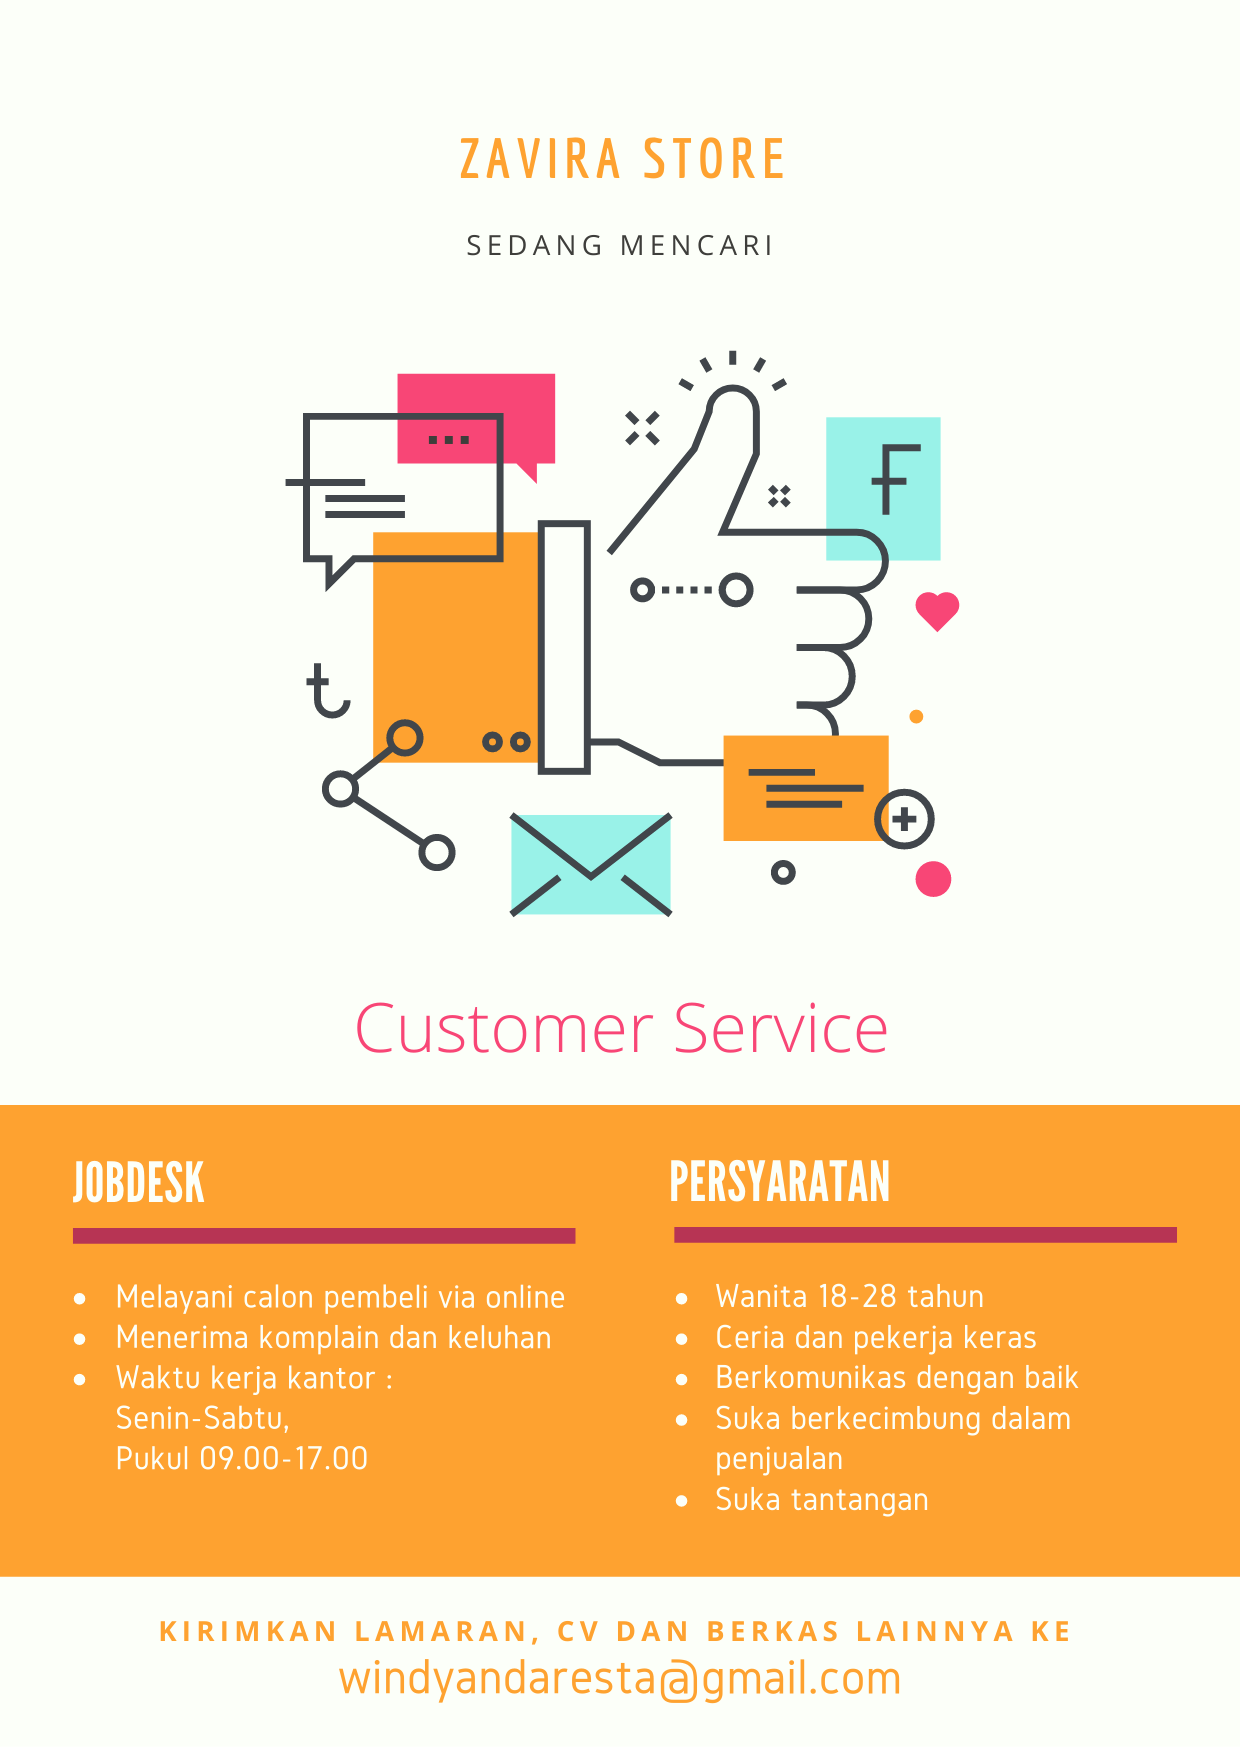 ZAVIRA STORE
SEDANG MENCARI
f
t
Customer Service
JOBDESK
• Melayani calon pembeli via online
• Menerima komplain dan keluhan
• Waktu kerja kantor :
Senin-Sabtu,
Pukul 09.00-17.00
PERSYARATAN
• Wanita 18-28 tahun
• Ceria dan pekerja keras
• Berkomunikas dengan baik
• Suka berkecimbung dalam
penjualan
• Suka tantangan
KIRIMKAN LAMARAN, CV DAN BERKAS LAINNYA KE
windyandaresta@gmail.com